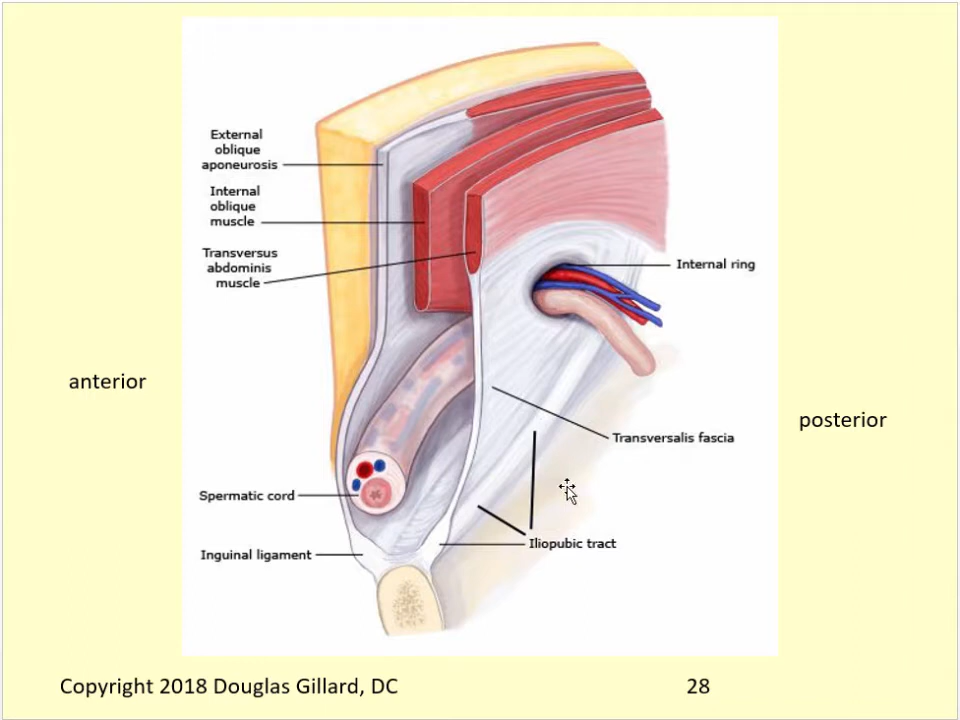 External
oblique
aponeurosis
Internal
oblique
muscle
Transversus
abdominis
muscle
Internal ring
anterior
posterior
Transversalis fascia
Spermatic cord
Iliopubic tract
Inguinal ligament
Copyright 2018 Douglas Gillard, DC
28